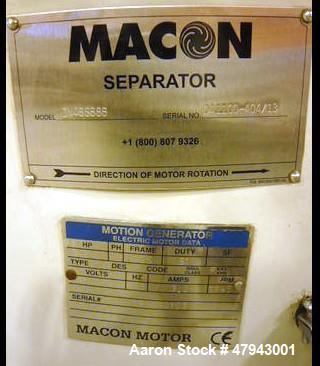 MACON
SEPARATOR
MODEL
SERIAL NO.
+1 (800) 807 9326
DIRECTION OF MOTOR ROTATION
MOTION GENERATOR
ELECTRIC MOTOR DATA
HP PH FRAME DUTY SF
TYPE DES CODE
VOLTS HZ AMPS RPM
SERIAL#
MACON MOTOR CE
Aaron Stock # 47943001